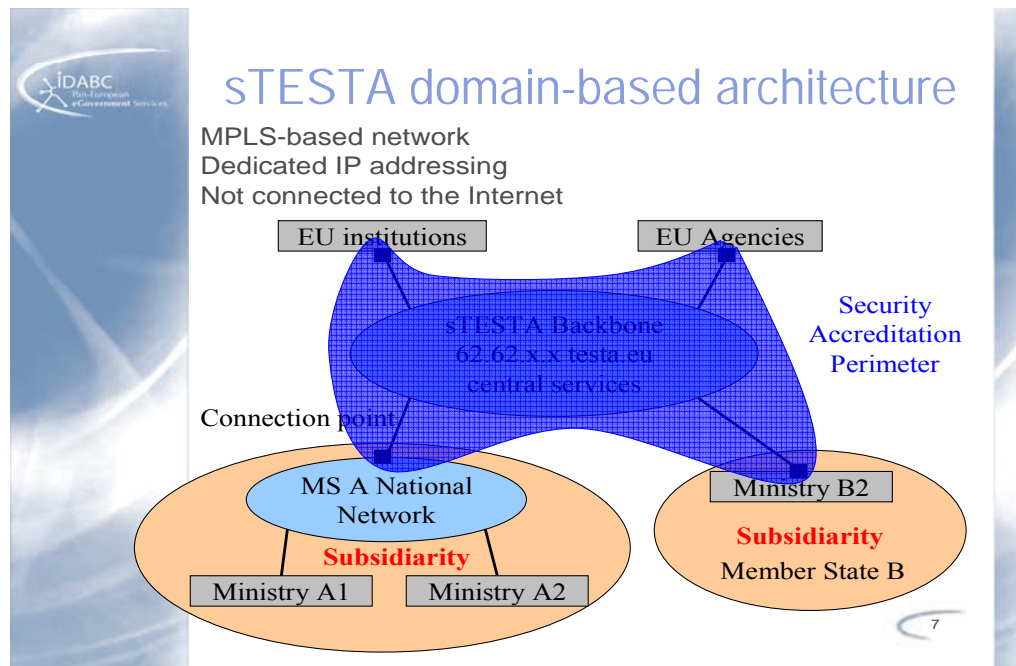 iDABC
Pan-European
eGovernment Services
sTESTA domain-based architecture
MPLS-based network
Dedicated IP addressing
Not connected to the Internet
EU institutions
EU Agencies
sTESTA Backbone
62.62.x.x testa.eu
central services
Security
Accreditation
Perimeter
Connection point
MS A National
Network
Subsidiarity
Ministry A1
Ministry A2
Ministry B2
Subsidiarity
Member State B
7